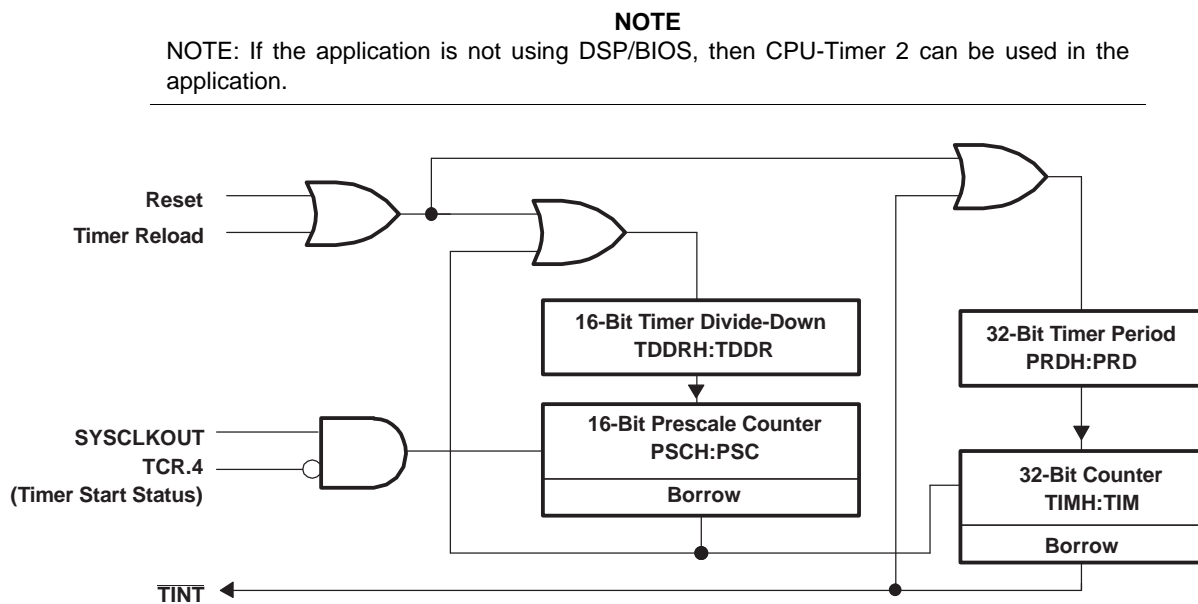 NOTE
NOTE: If the application is not using DSP/BIOS, then CPU-Timer 2 can be used in the
application.
Reset
Timer Reload
16-Bit Timer Divide-Down
TDDRH:TDDR
32-Bit Timer Period
PRDH:PRD
SYSCLKOUT
TCR.4
(Timer Start Status)
16-Bit Prescale Counter
PSCH:PSC
Borrow
32-Bit Counter
TIMH:TIM
Borrow
TINT